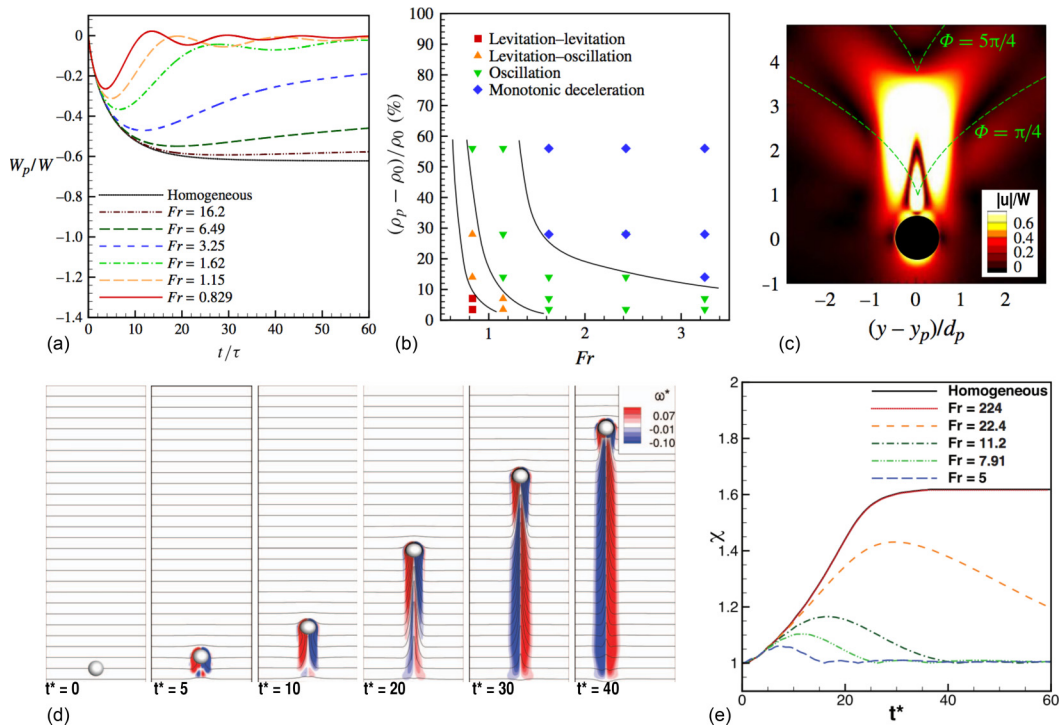 0
−0.2
−0.4
W_p/W
−0.6
−0.8
−1.0
−1.2
−1.4
Homogeneous
Fr = 16.2
Fr = 6.49
Fr = 3.25
Fr = 1.62
Fr = 1.15
Fr = 0.829
0 10 20 30 40 50 60
t/τ
(a)
100
90
80
70
60
50
40
30
20
10
0
(ρ_p − ρ_0)/ρ_0 (%)
Levitation–levitation
Levitation–oscillation
Oscillation
Monotonic deceleration
1 2 3
Fr
(b)
4
3
2
1
0
−1
Φ = 5π/4
Φ = π/4
|u|/W
0.6
0.4
0.2
0
−2 −1 0 1 2
(y − y_p)/d_p
(c)
ω*
0.07
-0.01
-0.10
t* = 0 t* = 5 t* = 10 t* = 20 t* = 30 t* = 40
(d)
2
1.8
1.6
χ
1.4
1.2
1
Homogeneous
Fr = 224
Fr = 22.4
Fr = 11.2
Fr = 7.91
Fr = 5
0 20 40 60
t*
(e)